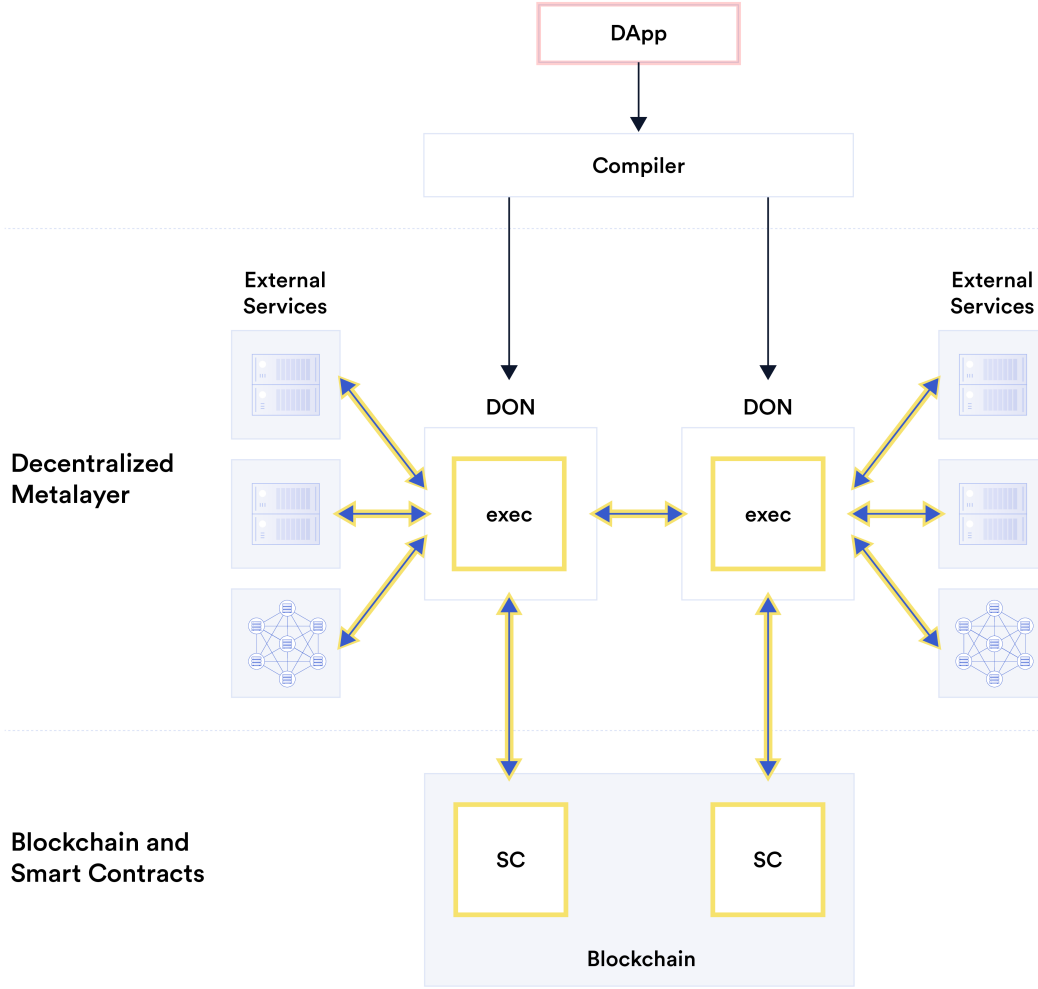 DApp
Compiler
External
Services
External
Services
DON
DON
Decentralized
Metalayer
exec
exec
Blockchain and
Smart Contracts
SC
SC
Blockchain